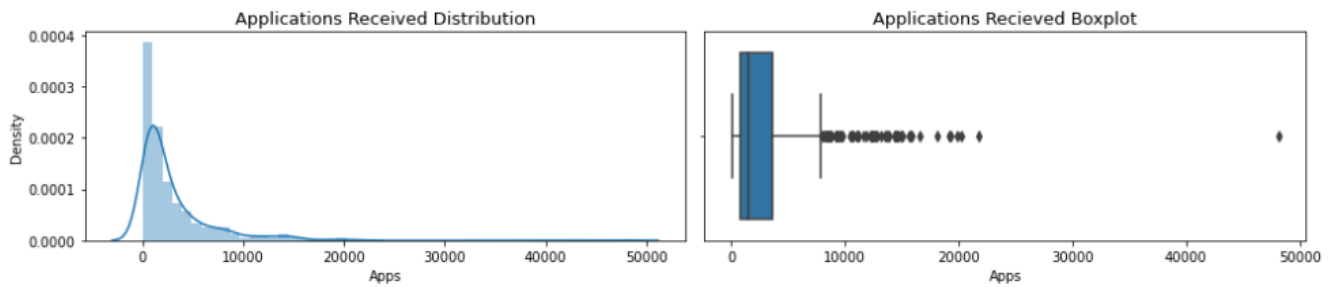 Applications Received Distribution
0.0004
0.0003
0.0002
0.0001
0.0000
Density
0 10000 20000 30000 40000 50000
Apps
Applications Recieved Boxplot
0 10000 20000 30000 40000 50000
Apps